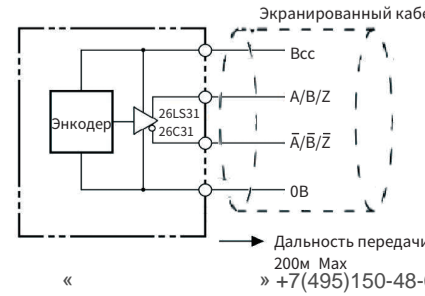 Экранированный кабе
Bcc
Энкодер
26LS31
26C31
A/B/Z
A̅/B̅/Z̅
0B
Дальность передачи
200м Max
« » +7(495)150-48-